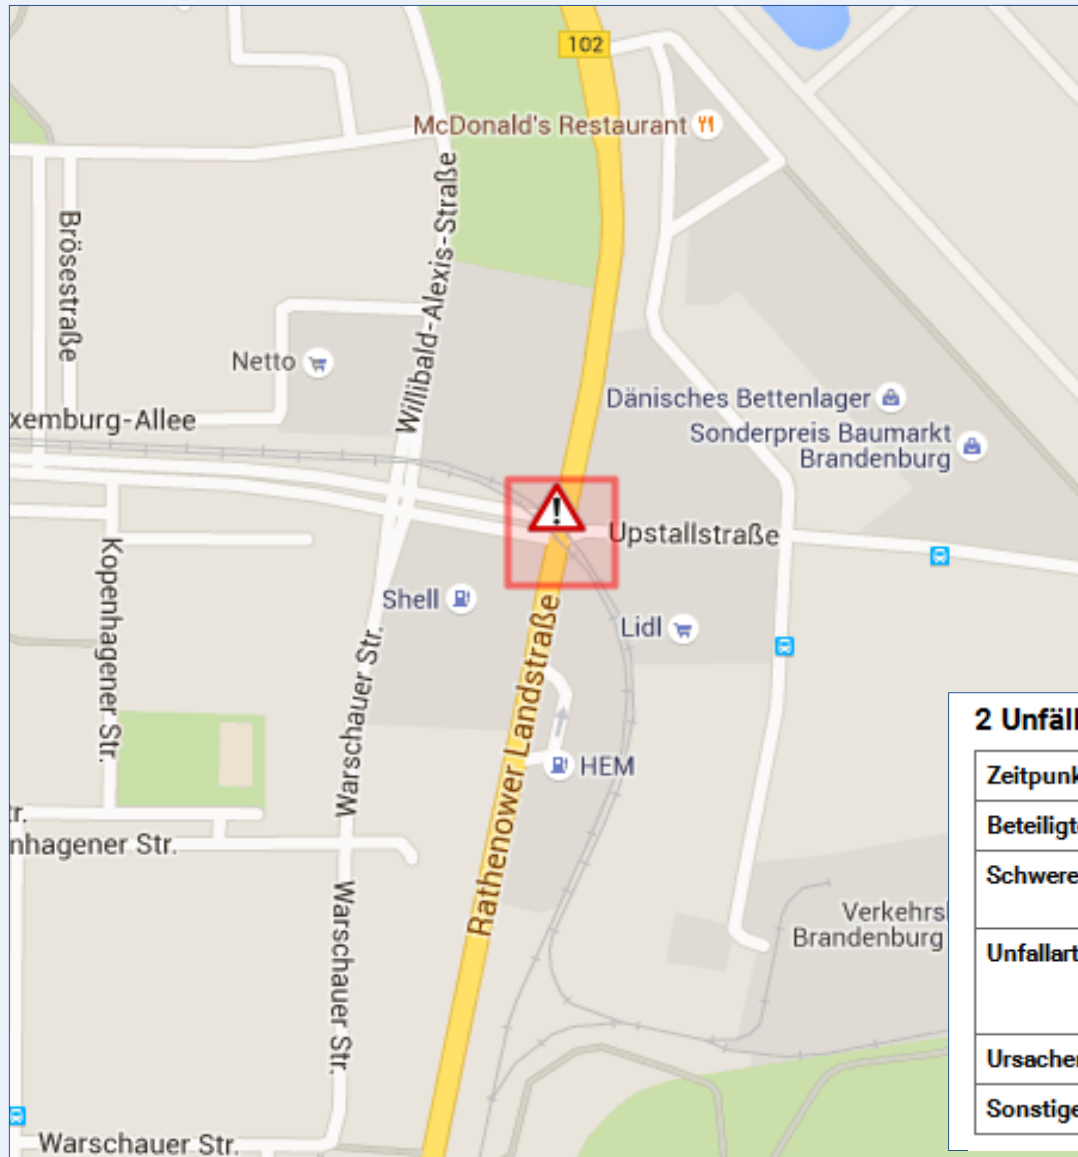 102
McDonald's Restaurant
Willibald-Alexis-Straße
Brösestraße
Netto
Dänisches Bettenlager
Sonderpreis Baumarkt
Brandenburg
xemburg-Allee
!
Upstallstraße
Kopenhagener Str.
Shell
Lidl
Warschauer Str.
Rathenower Landstraße
HEM
tr.
nhagener Str.
Warschauer Str.
Verkehrs
Brandenburg
Warschauer Str.
2 Unfäll
Zeitpunk
Beteiligt
Schwere
Unfallart
Ursache
Sonstige